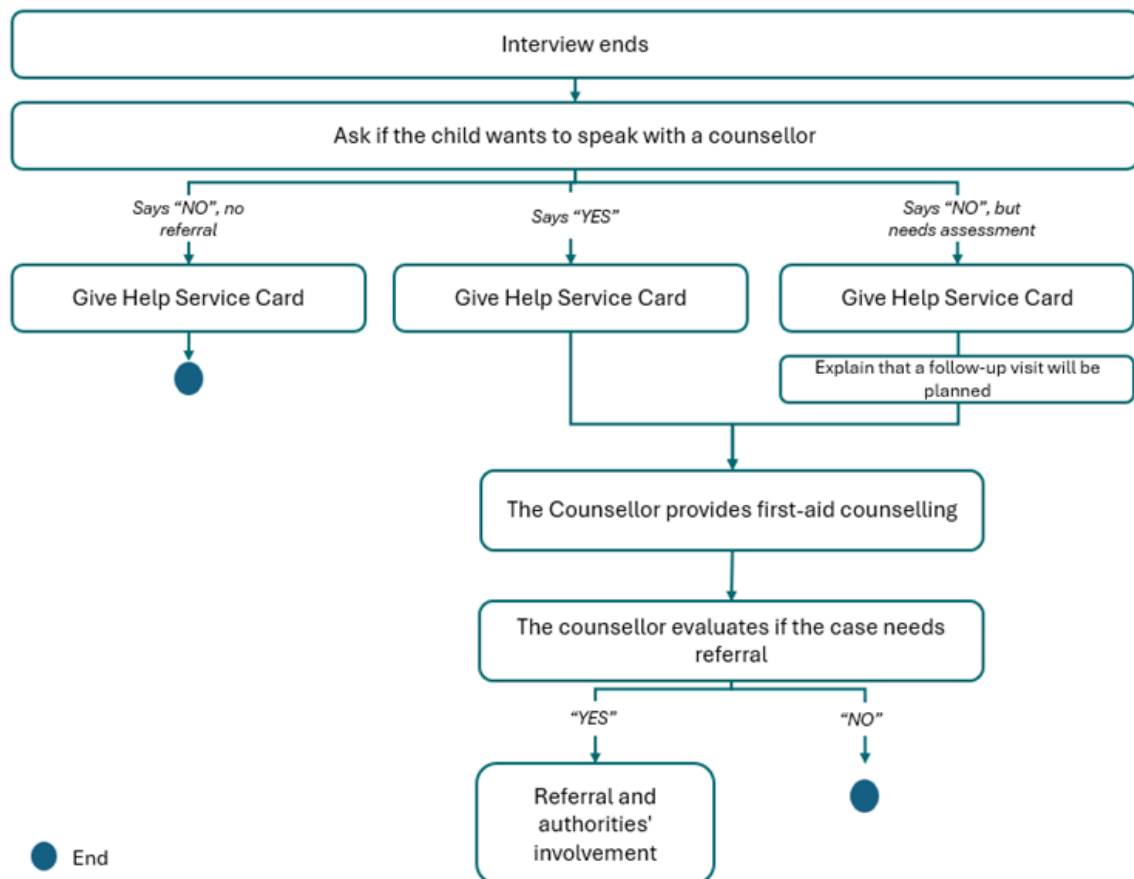 Interview ends
Ask if the child wants to speak with a counsellor
Says “NO”, no
referral
Says “YES”
Says “NO”, but
needs assessment
Give Help Service Card
Give Help Service Card
Give Help Service Card
Explain that a follow-up visit will be
planned
The Counsellor provides first-aid counselling
The counsellor evaluates if the case needs
referral
“YES”
“NO”
Referral and
authorities'
involvement
End